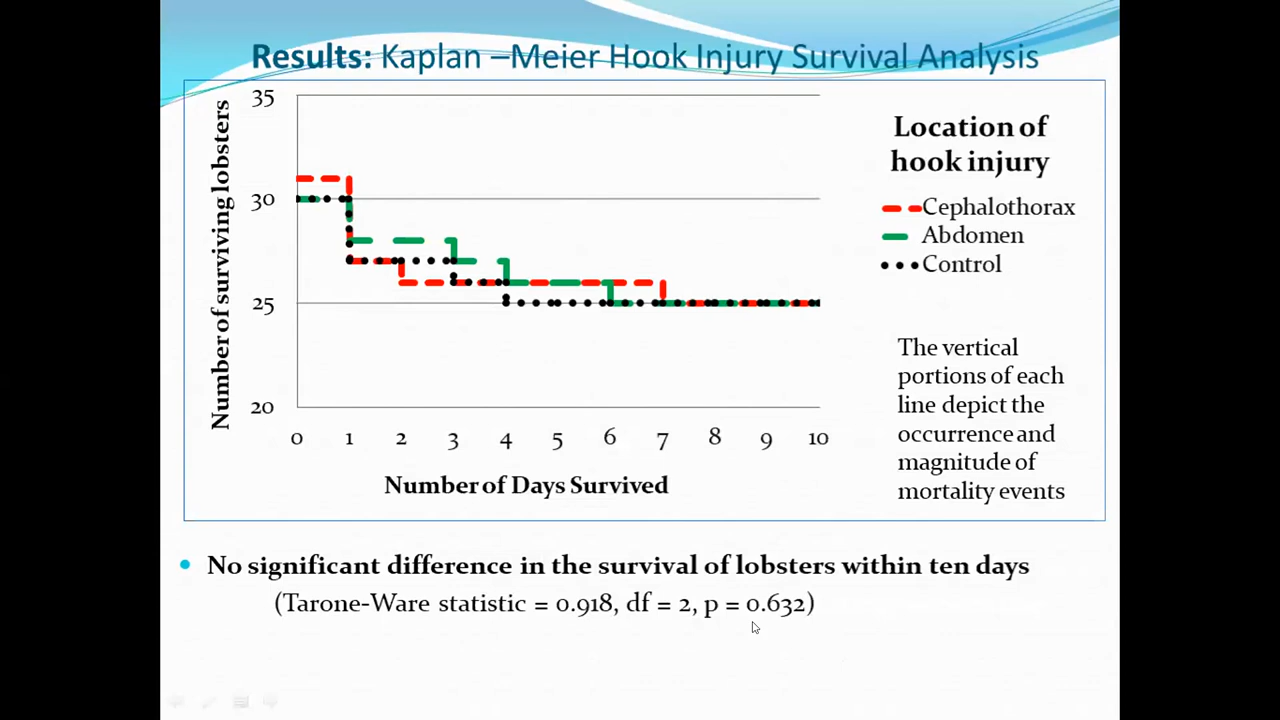 Results: Kaplan –Meier Hook Injury Survival Analysis
Number of surviving lobsters
35
30
25
20
0 1 2 3 4 5 6 7 8 9 10
Number of Days Survived
Location of
hook injury
Cephalothorax
Abdomen
Control
The vertical
portions of each
line depict the
occurrence and
magnitude of
mortality events
• No significant difference in the survival of lobsters within ten days
(Tarone-Ware statistic = 0.918, df = 2, p = 0.632)